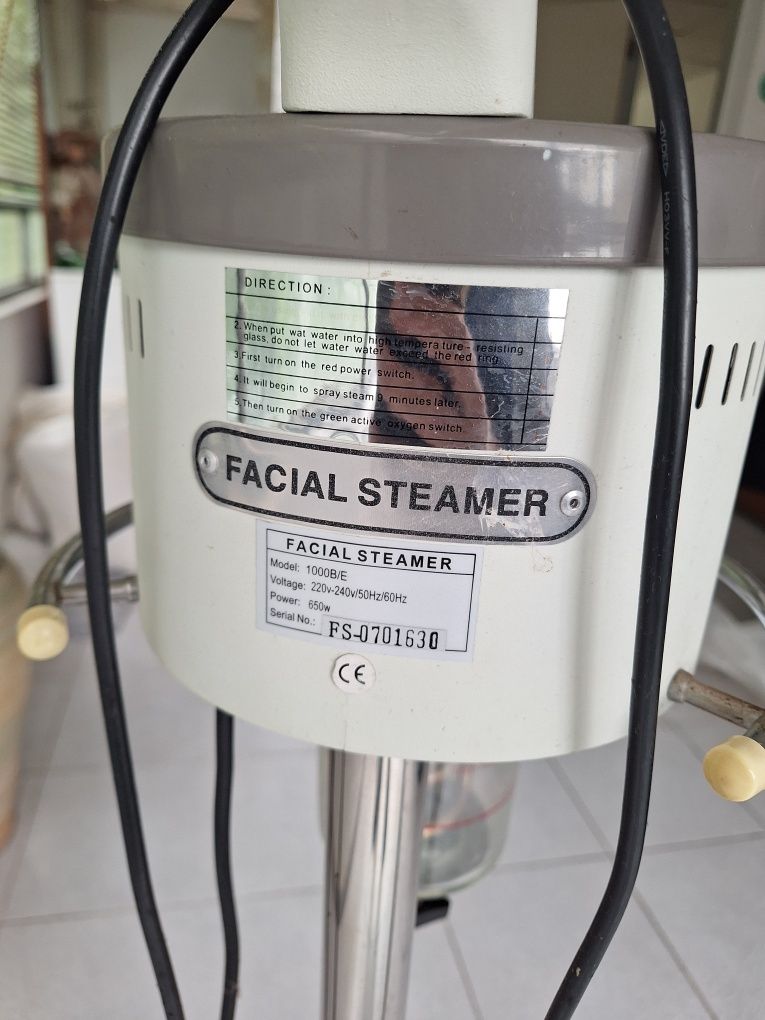 DIRECTION :
2. When put wat water into high tempera ture - resisting
glass, do not let water water exceed the red ring.
3. First turn on the red power switch.
4. It will begin to spray steam 9 minutes later.
5. Then turn on the green active oxygen switch.
FACIAL STEAMER
FACIAL STEAMER
Model: 1000B/E
Voltage: 220v-240v/50Hz/60Hz
Power: 650w
Serial No.: FS-0701630
CE
VDE